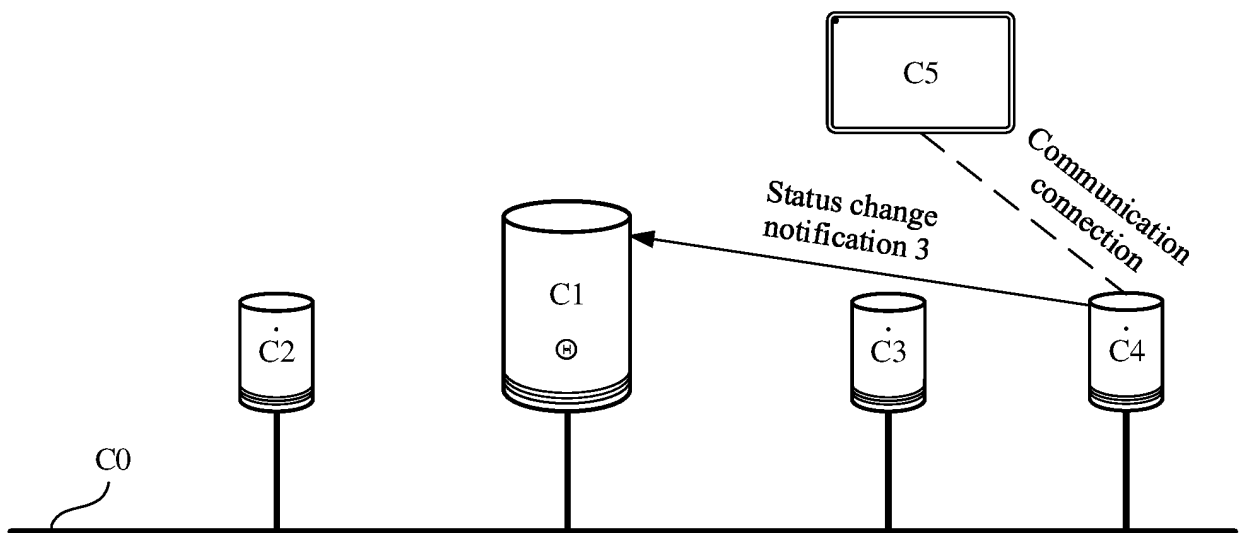 C5
Communication
connection
Status change
notification 3
C1
C2
C3
C4
C0